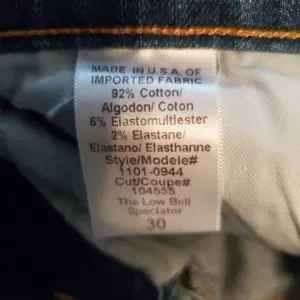 MADE IN U.S.A. OF
IMPORTED FABRIC
92% Cotton/
Algodon/ Coton
6% Elastomultiester
2% Elastane/
Elastano/ Elasthanne
Style/Modele#
1101-0944
Cut/Coupe#
104555
The Low Bell
Speciator
30